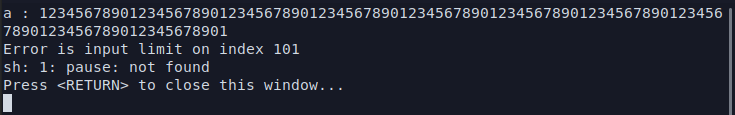 a : 1234567890123456789012345678901234567890123456789012345678901234567890123456
7890123456789012345678901
Error is input limit on index 101
sh: 1: pause: not found
Press <RETURN> to close this window...